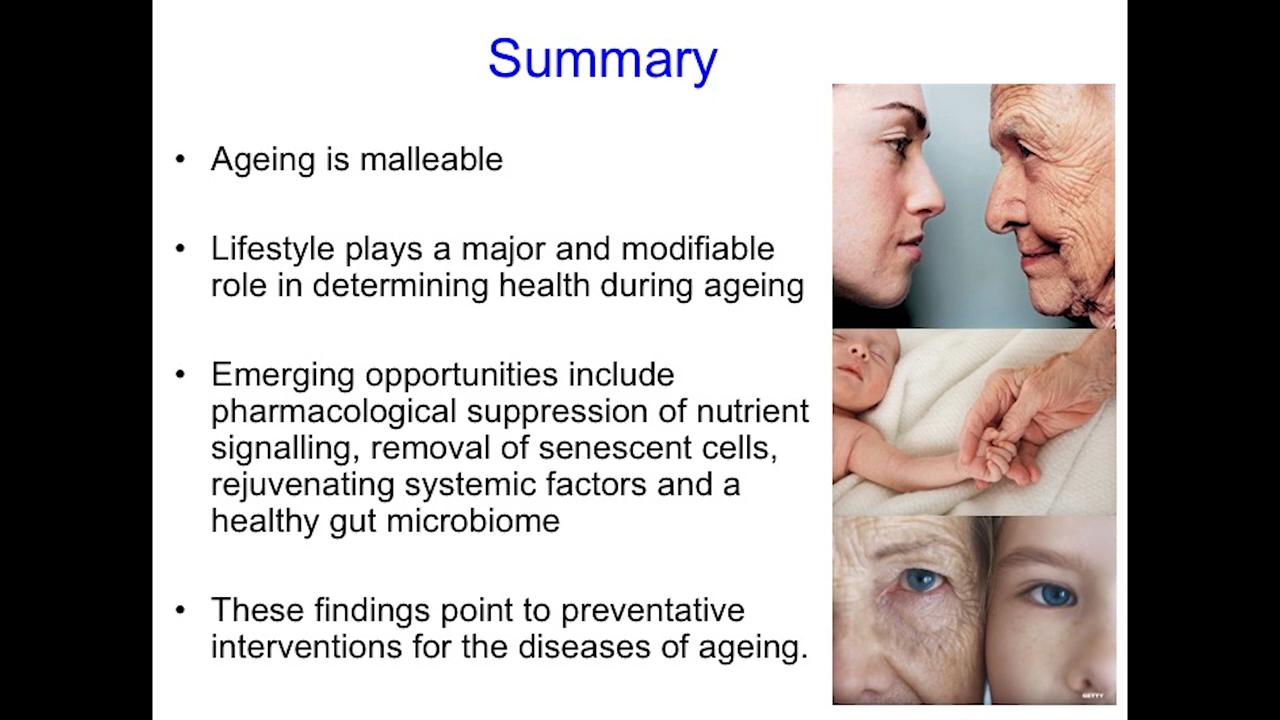 Summary
• Ageing is malleable
• Lifestyle plays a major and modifiable
role in determining health during ageing
• Emerging opportunities include
pharmacological suppression of nutrient
signalling, removal of senescent cells,
rejuvenating systemic factors and a
healthy gut microbiome
• These findings point to preventative
interventions for the diseases of ageing.
GETTY